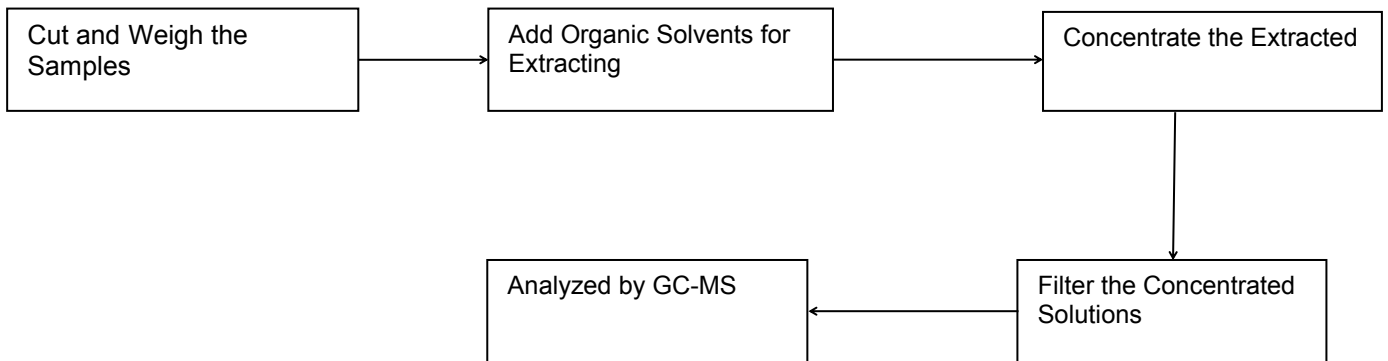 Cut and Weigh the
Samples
Add Organic Solvents for
Extracting
Concentrate the Extracted
Filter the Concentrated
Solutions
Analyzed by GC-MS